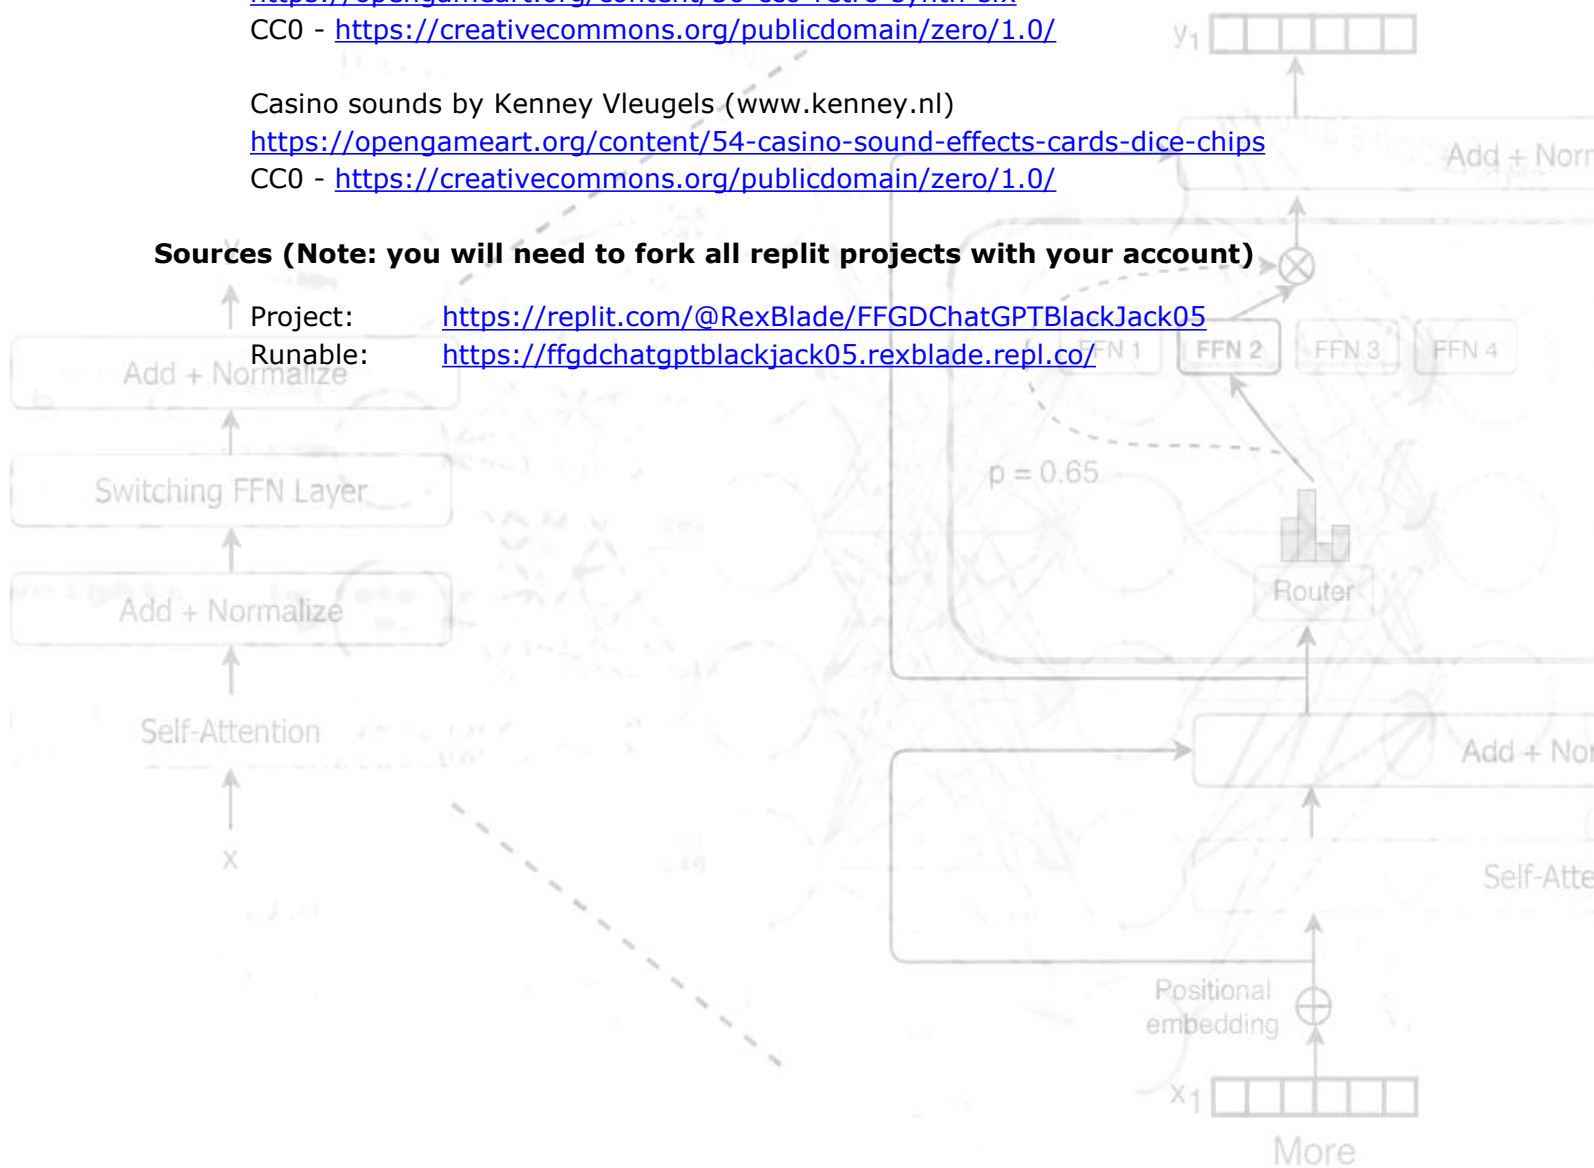 CC0 - https://creativecommons.org/publicdomain/zero/1.0/
Casino sounds by Kenney Vleugels (www.kenney.nl)
https://opengameart.org/content/54-casino-sound-effects-cards-dice-chips
CC0 - https://creativecommons.org/publicdomain/zero/1.0/
Sources (Note: you will need to fork all replit projects with your account)
Project: https://replit.com/@RexBlade/FFGDChatGPTBlackJack05
Runable: https://ffgdchatgptblackjack05.rexblade.repl.co/
y1
Add + Norm
FFN 1 FFN 2 FFN 3 FFN 4
Add + Normalize
p = 0.65
Switching FFN Layer
Router
Add + Normalize
Self-Attention
Add + Nor
x
Self-Atte
Positional
embedding
x1
More